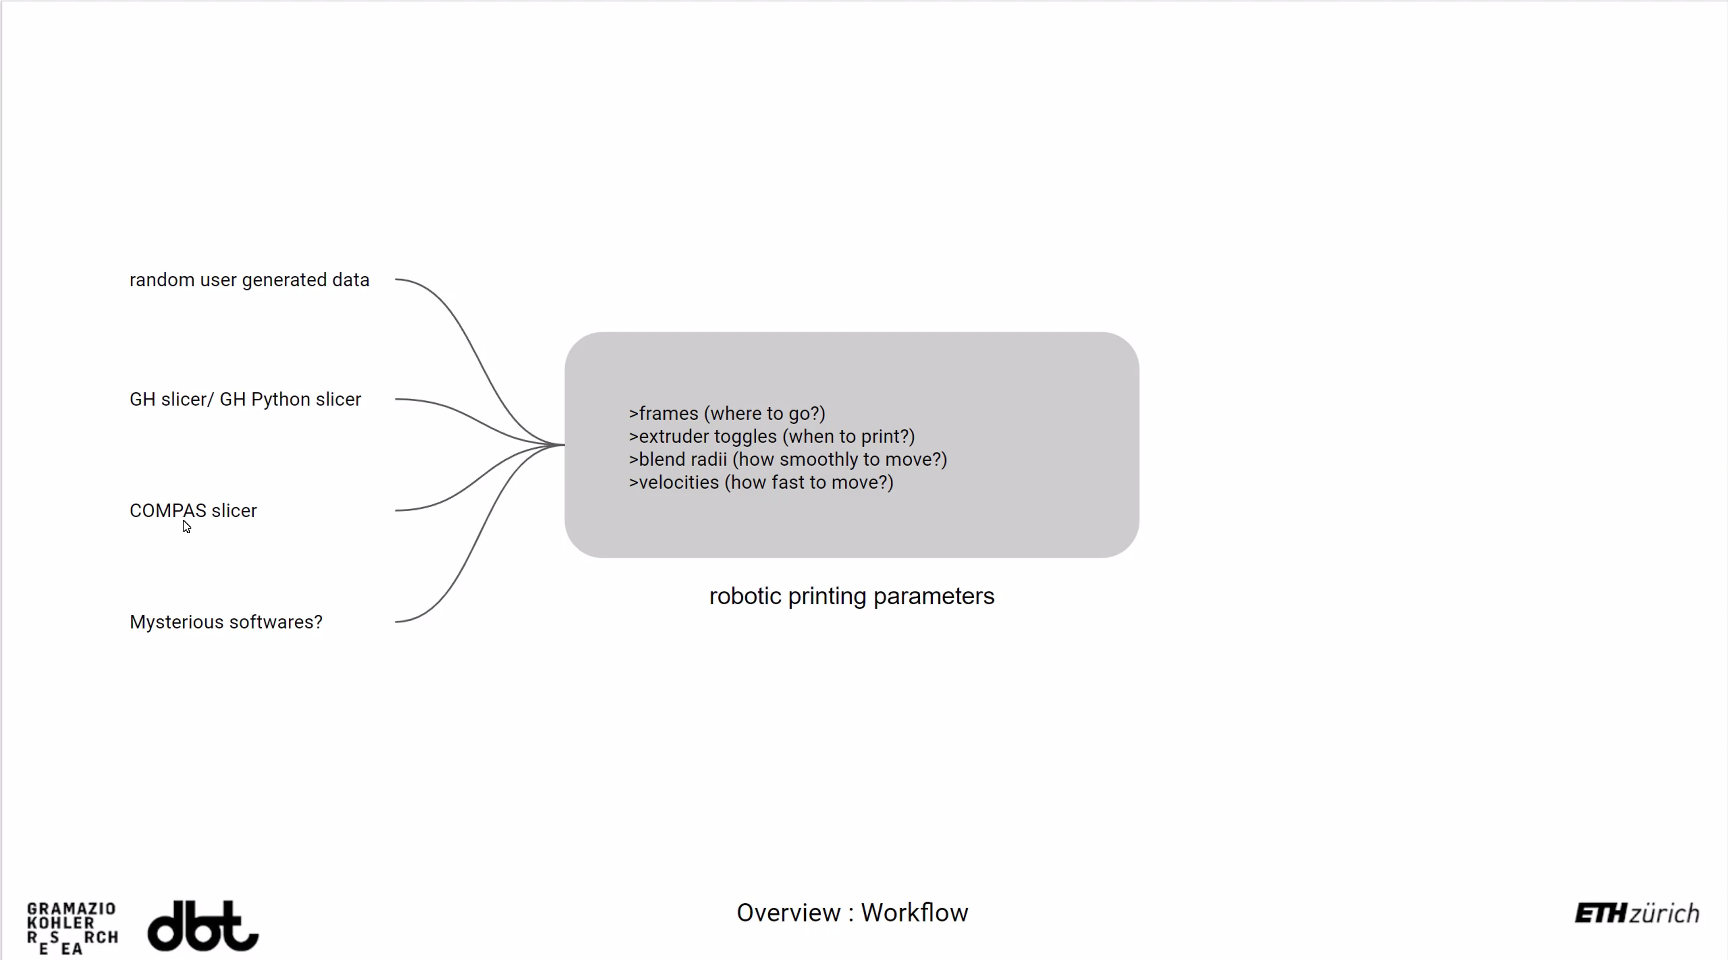 random user generated data
GH slicer/ GH Python slicer
COMPAS slicer
Mysterious softwares?
>frames (where to go?)
>extruder toggles (when to print?)
>blend radii (how smoothly to move?)
>velocities (how fast to move?)
robotic printing parameters
GRAMAZIO
KOHLER
RESEARCH
dbt
Overview : Workflow
ETH zürich